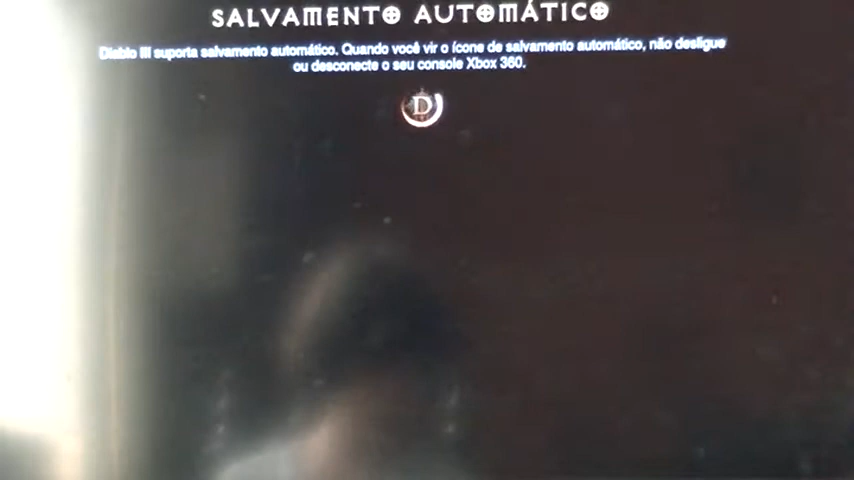 SALVAMENTO AUTOMÁTICO
Diablo III suporta salvamento automático. Quando você vir o ícone de salvamento automático, não desligue
ou desconecte o seu console Xbox 360.
D